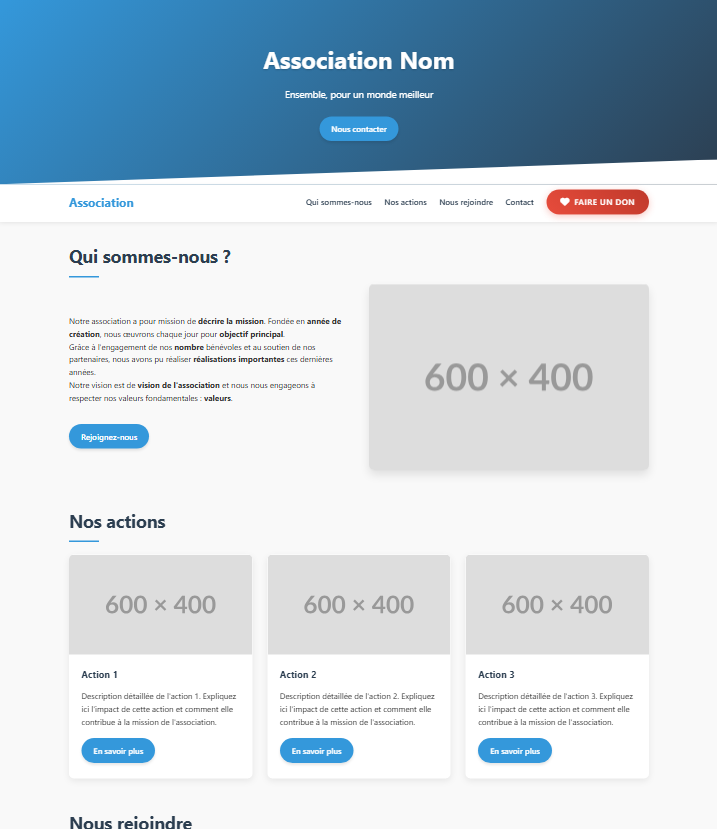 Association Nom
Ensemble, pour un monde meilleur
Nous contacter
Association
Qui sommes-nous
Nos actions
Nous rejoindre
Contact
FAIRE UN DON
Qui sommes-nous ?
Notre association a pour mission de décrire la mission. Fondée en année de
création, nous œuvrons chaque jour pour objectif principal.
Grâce à l'engagement de nos nombre bénévoles et au soutien de nos
partenaires, nous avons pu réaliser réalisations importantes ces dernières
années.
Notre vision est de vision de l'association et nous nous engageons à
respecter nos valeurs fondamentales : valeurs.
Rejoignez-nous
600 × 400
Nos actions
600 × 400
Action 1
Description détaillée de l'action 1. Expliquez
ici l'impact de cette action et comment elle
contribue à la mission de l'association.
En savoir plus
600 × 400
Action 2
Description détaillée de l'action 2. Expliquez
ici l'impact de cette action et comment elle
contribue à la mission de l'association.
En savoir plus
600 × 400
Action 3
Description détaillée de l'action 3. Expliquez
ici l'impact de cette action et comment elle
contribue à la mission de l'association.
En savoir plus
Nous rejoindre